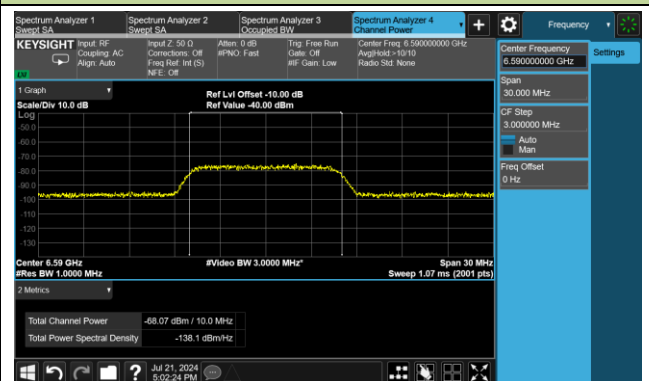 Spectrum Analyzer 1
Swept SA
Spectrum Analyzer 2
Swept SA
Spectrum Analyzer 3
Occupied BW
Spectrum Analyzer 4
Channel Power
+
Frequency
KEYSIGHT
Input: RF
Coupling: AC
Align: Auto
Input Z: 50 Ω
Corrections: Off
Freq Ref: Int (S)
NFE: Off
Atten: 0 dB
#PNO: Fast
Trig: Free Run
Gate: Off
#IF Gain: Low
Center Freq: 6.590000000 GHz
Avg|Hold:>10/10
Radio Std: None
Center Frequency
6.590000000 GHz
Settings
Span
30.000 MHz
CF Step
3.000000 MHz
Auto
Man
Freq Offset
0 Hz
1 Graph
Scale/Div 10.0 dB
Ref Lvl Offset -10.00 dB
Ref Value -40.00 dBm
Log
-50.0
-60.0
-70.0
-80.0
-90.0
-100
-110
-120
-130
Center 6.59 GHz
#Res BW 1.0000 MHz
#Video BW 3.0000 MHz*
Span 30 MHz
Sweep 1.07 ms (2001 pts)
2 Metrics
Total Channel Power -68.07 dBm / 10.0 MHz
Total Power Spectral Density -138.1 dBm/Hz
?
Jul 21, 2024
5:02:24 PM